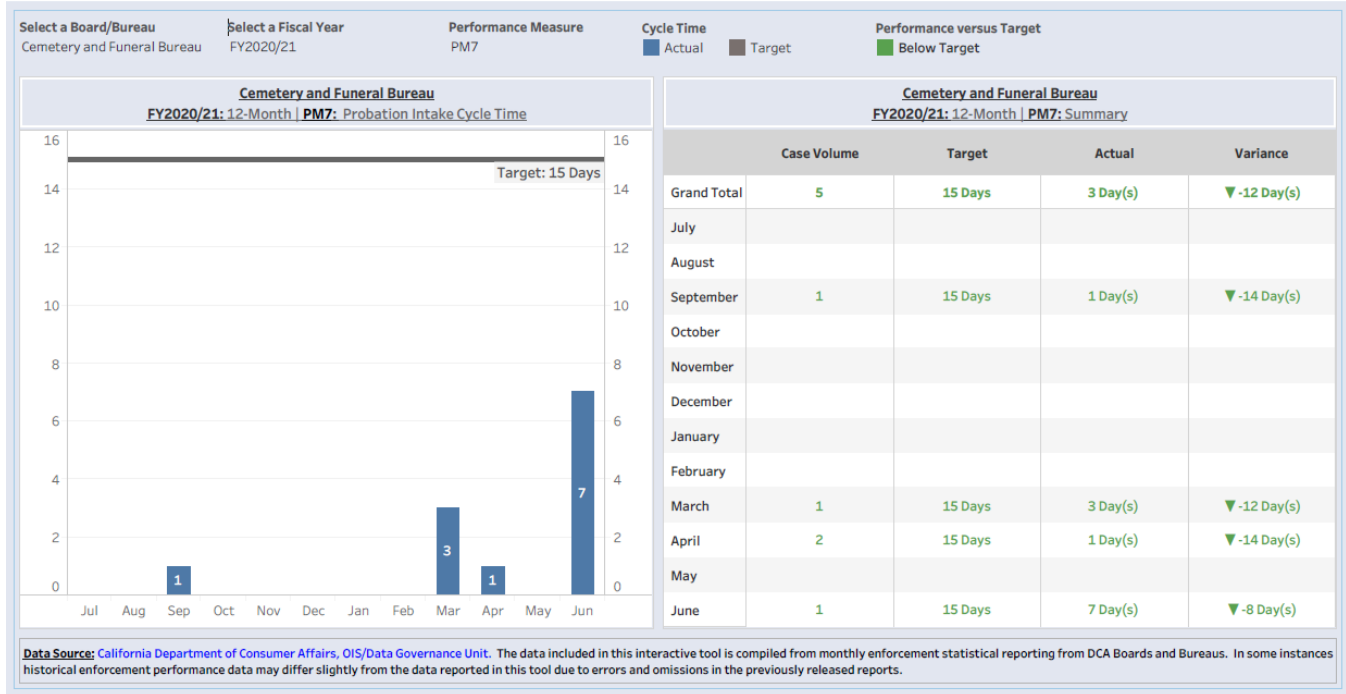 Select a Board/Bureau Select a Fiscal Year Performance Measure Cycle Time Performance versus Target
Cemetery and Funeral Bureau FY2020/21 PM7 Actual Target Below Target
Cemetery and Funeral Bureau
FY2020/21: 12-Month | PM7: Probation Intake Cycle Time
16 16
Target: 15 Days
14 14
12 12
10 10
8 8
6 6
4 4
7
2 2
3
0 0
1 1
Jul Aug Sep Oct Nov Dec Jan Feb Mar Apr May Jun
Cemetery and Funeral Bureau
FY2020/21: 12-Month | PM7: Summary
Case Volume Target Actual Variance
Grand Total 5 15 Days 3 Day(s) ▼ -12 Day(s)
July
August
September 1 15 Days 1 Day(s) ▼ -14 Day(s)
October
November
December
January
February
March 1 15 Days 3 Day(s) ▼ -12 Day(s)
April 2 15 Days 1 Day(s) ▼ -14 Day(s)
May
June 1 15 Days 7 Day(s) ▼ -8 Day(s)
Data Source: California Department of Consumer Affairs, OIS/Data Governance Unit. The data included in this interactive tool is compiled from monthly enforcement statistical reporting from DCA Boards and Bureaus. In some instances
historical enforcement performance data may differ slightly from the data reported in this tool due to errors and omissions in the previously released reports.